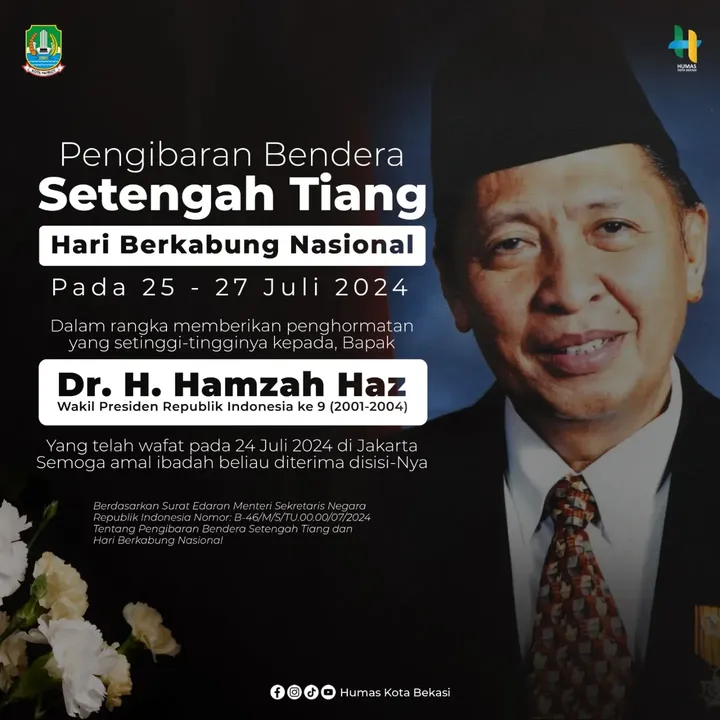 HUMAS
KOTA BEKASI
Pengibaran Bendera
Setengah Tiang
Hari Berkabung Nasional
Pada 25 - 27 Juli 2024
Dalam rangka memberikan penghormatan
yang setinggi-tingginya kepada, Bapak
Dr. H. Hamzah Haz
Wakil Presiden Republik Indonesia ke 9 (2001-2004)
Yang telah wafat pada 24 Juli 2024 di Jakarta
Semoga amal ibadah beliau diterima disisi-Nya
Berdasarkan Surat Edaran Menteri Sekretaris Negara
Republik Indonesia Nomor: B-46/M/S/TU.00.00/07/2024
Tentang Pengibaran Bendera Setengah Tiang dan
Hari Berkabung Nasional
Humas Kota Bekasi